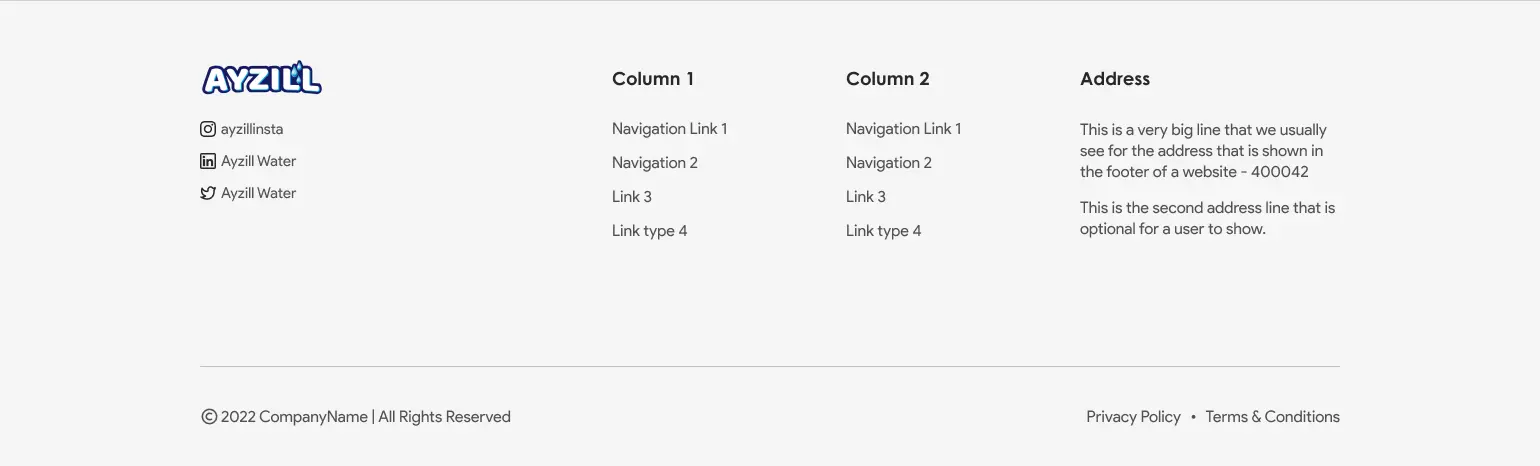 AYZILL
ayzillinsta
Ayzill Water
Ayzill Water
Column 1
Navigation Link 1
Navigation 2
Link 3
Link type 4
Column 2
Navigation Link 1
Navigation 2
Link 3
Link type 4
Address
This is a very big line that we usually
see for the address that is shown in
the footer of a website - 400042
This is the second address line that is
optional for a user to show.
© 2022 CompanyName | All Rights Reserved
Privacy Policy • Terms & Conditions